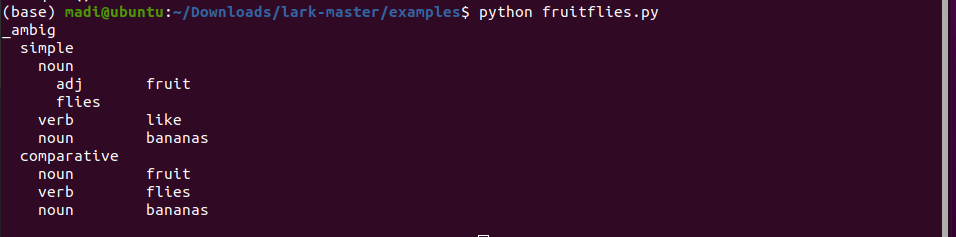 (base) madi@ubuntu:~/Downloads/lark-master/examples$ python fruitflies.py
_ambig
  simple
    noun
      adj       fruit
      flies
    verb        like
    noun        bananas
  comparative
    noun        fruit
    verb        flies
    noun        bananas